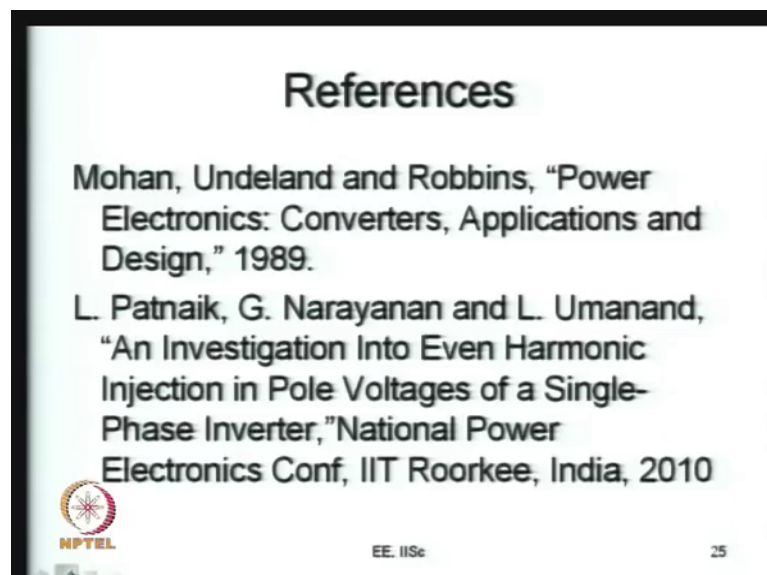 References
Mohan, Undeland and Robbins, “Power
Electronics: Converters, Applications and
Design,” 1989.
L. Patnaik, G. Narayanan and L. Umanand,
“An Investigation Into Even Harmonic
Injection in Pole Voltages of a Single-
Phase Inverter,”National Power
Electronics Conf, IIT Roorkee, India, 2010
NPTEL
EE, IISc
25